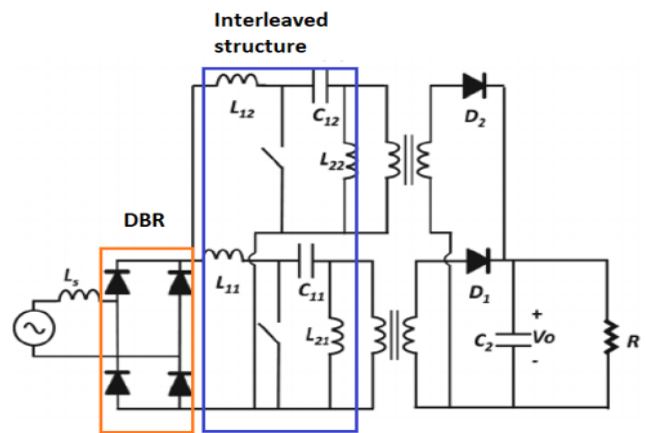 Interleaved
structure
L12
C12
L22
D2
DBR
Ls
L11
C11
L21
D1
C2
+
Vo
-
R